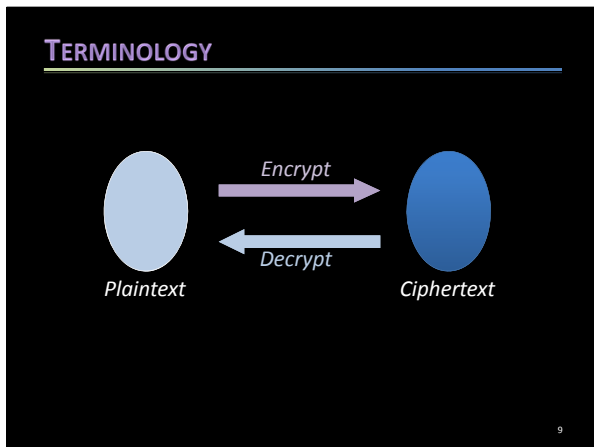 TERMINOLOGY
Encrypt
Decrypt
Plaintext
Ciphertext
9